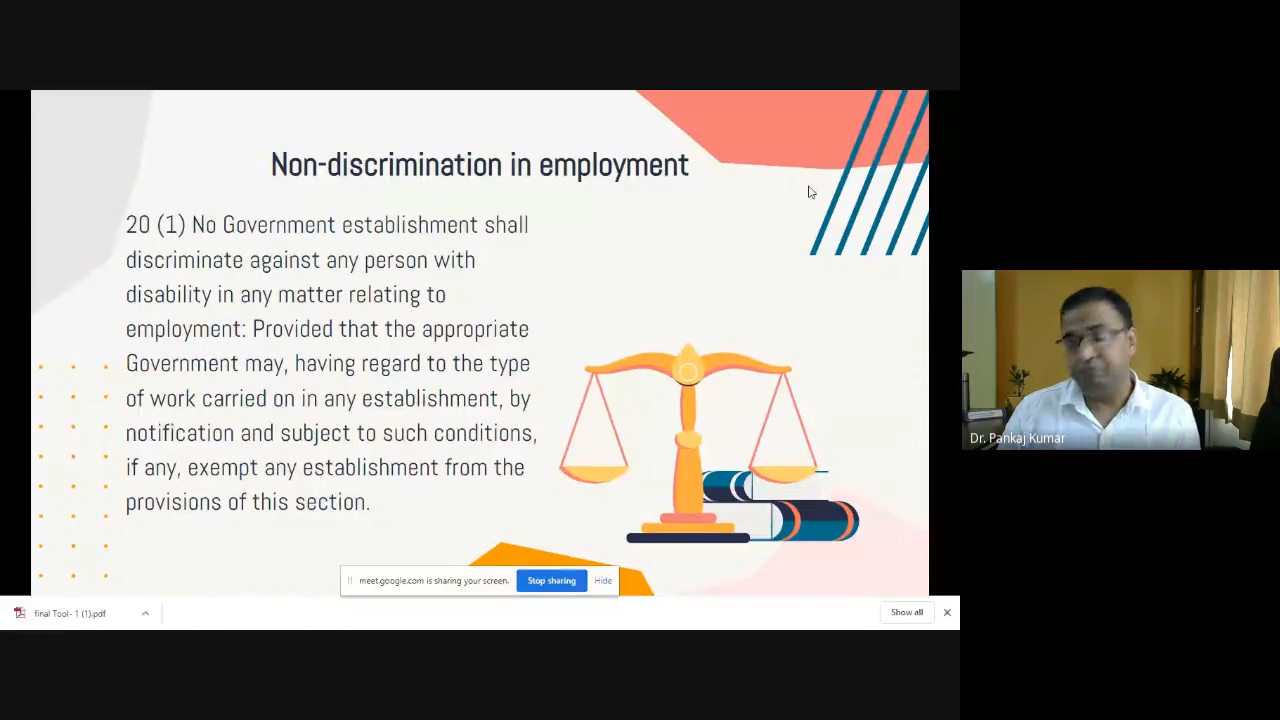 Non-discrimination in employment
20 (1) No Government establishment shall
discriminate against any person with
disability in any matter relating to
employment: Provided that the appropriate
Government may, having regard to the type
of work carried on in any establishment, by
notification and subject to such conditions,
if any, exempt any establishment from the
provisions of this section.
meet.google.com is sharing your screen.
Stop sharing
Hide
final Tool- 1 (1).pdf
Show all
Dr. Pankaj Kumar